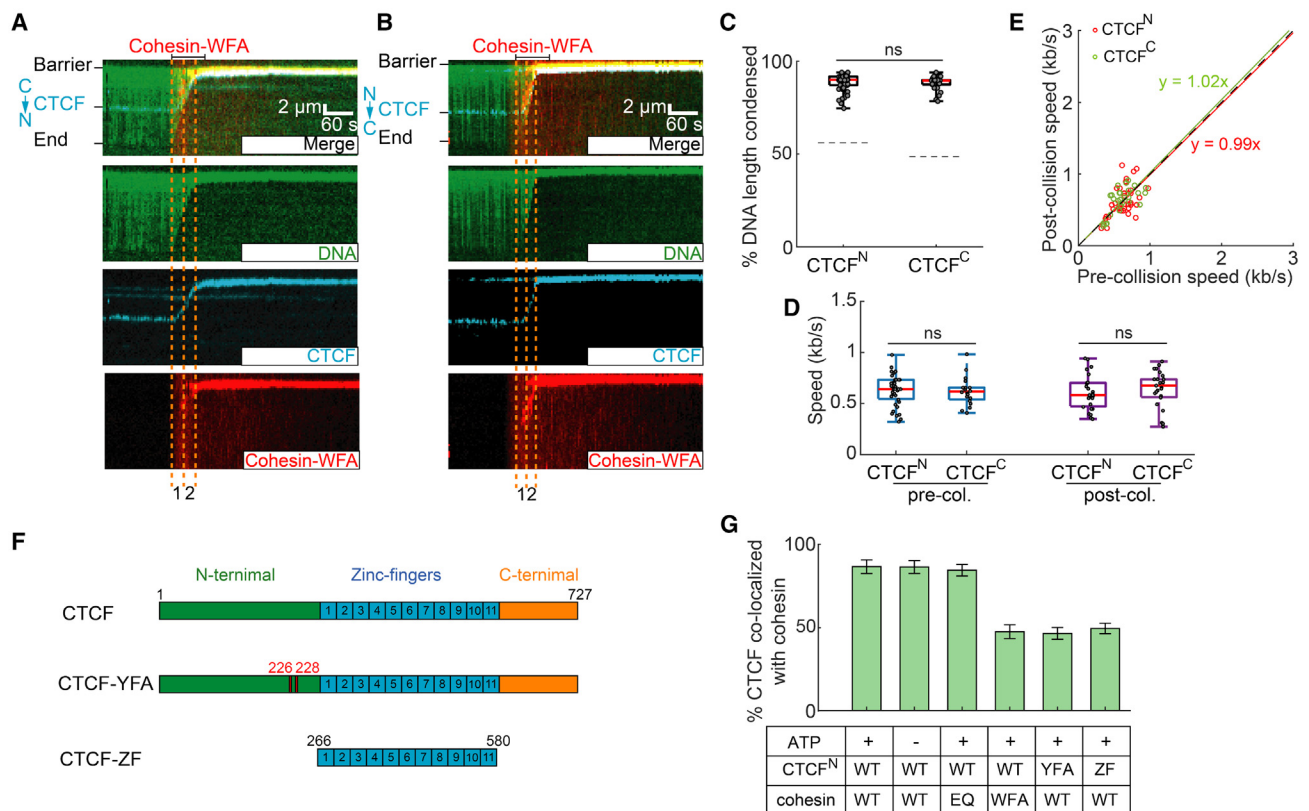 A
Cohesin-WFA
Barrier
C
CTCF
N
End
2 μm
60 s
Merge
DNA
CTCF
Cohesin-WFA
1 2
B
Cohesin-WFA
Barrier
N
CTCF
C
End
2 μm
60 s
Merge
DNA
CTCF
Cohesin-WFA
12
C
% DNA length condensed
100
50
0
ns
CTCF^N CTCF^C
D
Speed (kb/s)
1.5
1
0.5
0
ns ns
CTCF^N CTCF^C CTCF^N CTCF^C
pre-col. post-col.
E
CTCF^N
CTCF^C
Post-collision speed (kb/s)
3
2
1
0
y = 1.02x
y = 0.99x
0 1 2 3
Pre-collision speed (kb/s)
F
N-ternimal Zinc-fingers C-ternimal
1 727
CTCF 1 2 3 4 5 6 7 8 9 10 11
226 228
CTCF-YFA 1 2 3 4 5 6 7 8 9 10 11
266 580
CTCF-ZF 1 2 3 4 5 6 7 8 9 10 11
G
% CTCF co-localized
with cohesin
100
50
0
ATP + - + + + +
CTCF^N WT WT WT WT YFA ZF
cohesin WT WT EQ WFA WT WT